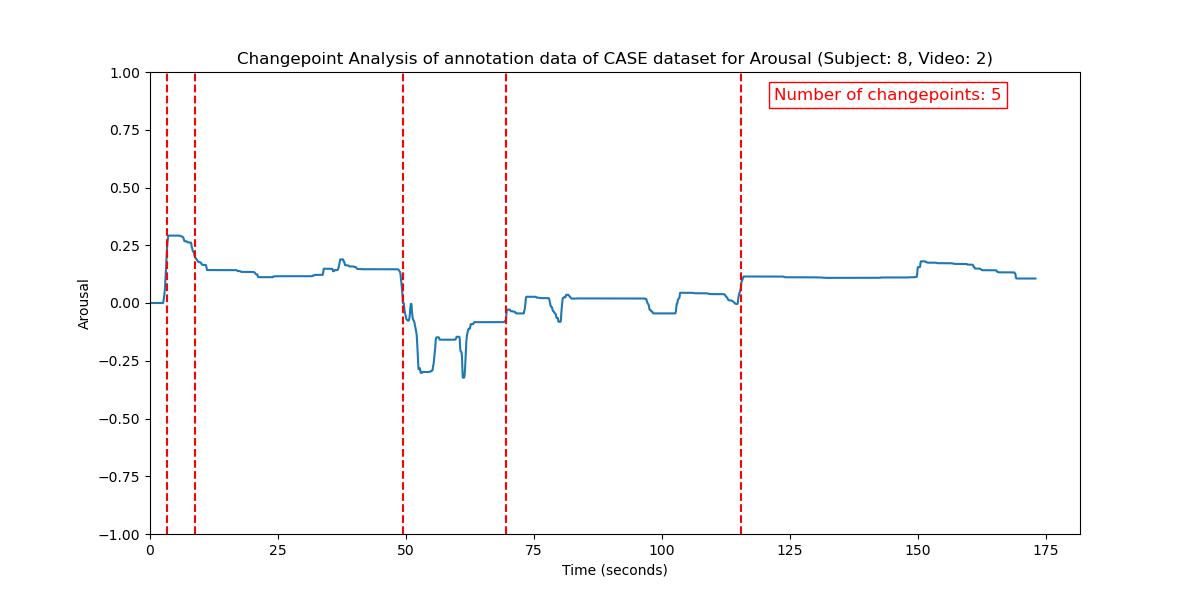 Changepoint Analysis of annotation data of CASE dataset for Arousal (Subject: 8, Video: 2)
Number of changepoints: 5
1.00
0.75
0.50
0.25
0.00
−0.25
−0.50
−0.75
−1.00
Arousal
0 25 50 75 100 125 150 175
Time (seconds)